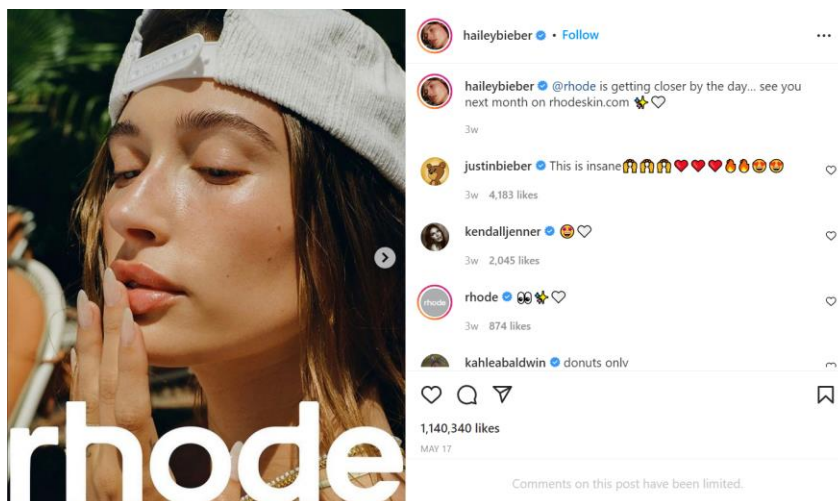 haileybieber • Follow
haileybieber @rhode is getting closer by the day... see you
next month on rhodeskin.com ✨🤍
3w
justinbieber This is insane😱😱😱❤️❤️❤️🔥🔥😍😍
3w 4,183 likes
kendalljenner 🤩🤍
3w 2,045 likes
rhode
rhode 👀✨🤍
3w 874 likes
kahleabaldwin donuts only
rhode
1,140,340 likes
MAY 17
Comments on this post have been limited.